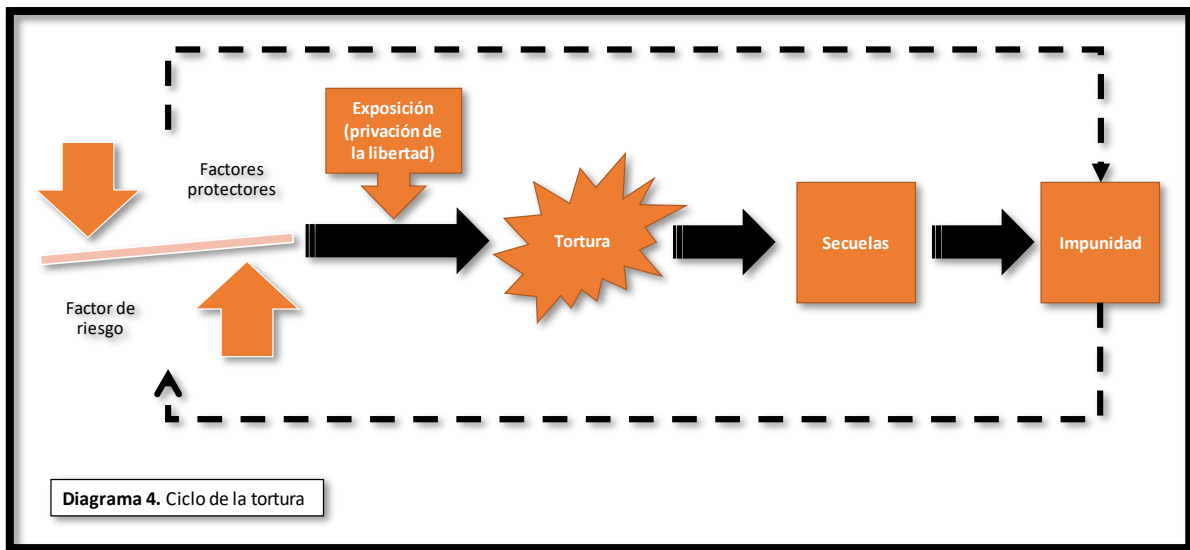 Exposición
(privación de
la libertad)
Factores
protectores
Factor de
riesgo
Tortura
Secuelas
Impunidad
Diagrama 4. Ciclo de la tortura